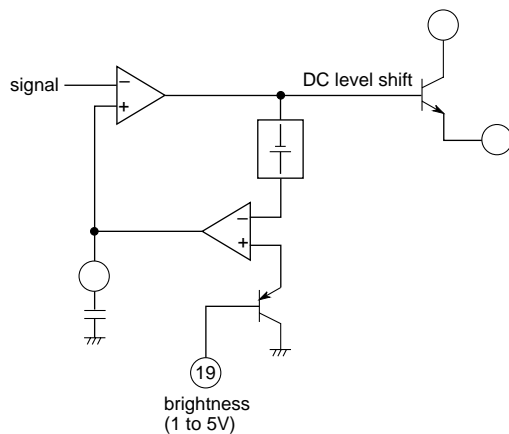 DC level shift
signal
−
+
−
+
19
brightness
(1 to 5V)